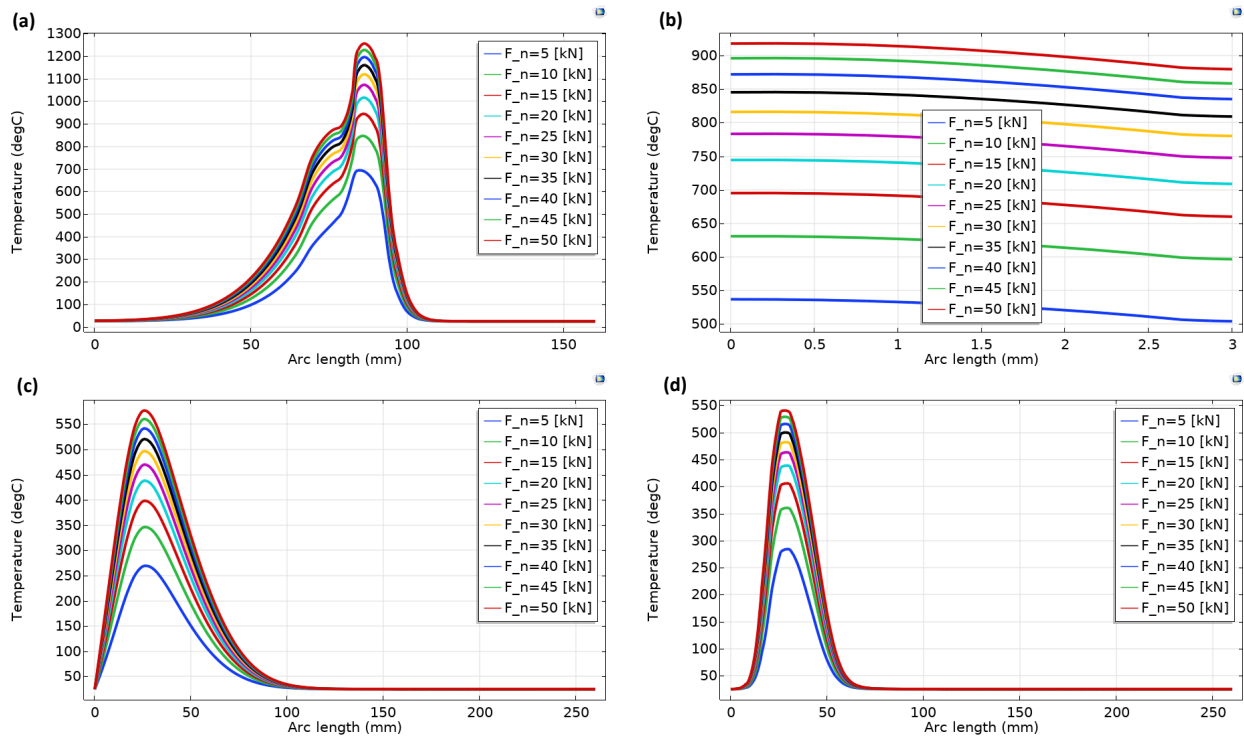 (a)
1300
1200
1100
1000
900
800
700
600
500
400
300
200
100
0
Temperature (degC)
0 50 100 150
Arc length (mm)
F_n=5 [kN]
F_n=10 [kN]
F_n=15 [kN]
F_n=20 [kN]
F_n=25 [kN]
F_n=30 [kN]
F_n=35 [kN]
F_n=40 [kN]
F_n=45 [kN]
F_n=50 [kN]
(b)
900
850
800
750
700
650
600
550
500
Temperature (degC)
0 0.5 1 1.5 2 2.5 3
Arc length (mm)
F_n=5 [kN]
F_n=10 [kN]
F_n=15 [kN]
F_n=20 [kN]
F_n=25 [kN]
F_n=30 [kN]
F_n=35 [kN]
F_n=40 [kN]
F_n=45 [kN]
F_n=50 [kN]
(c)
550
500
450
400
350
300
250
200
150
100
50
Temperature (degC)
0 50 100 150 200 250
Arc length (mm)
F_n=5 [kN]
F_n=10 [kN]
F_n=15 [kN]
F_n=20 [kN]
F_n=25 [kN]
F_n=30 [kN]
F_n=35 [kN]
F_n=40 [kN]
F_n=45 [kN]
F_n=50 [kN]
(d)
550
500
450
400
350
300
250
200
150
100
50
Temperature (degC)
0 50 100 150 200 250
Arc length (mm)
F_n=5 [kN]
F_n=10 [kN]
F_n=15 [kN]
F_n=20 [kN]
F_n=25 [kN]
F_n=30 [kN]
F_n=35 [kN]
F_n=40 [kN]
F_n=45 [kN]
F_n=50 [kN]